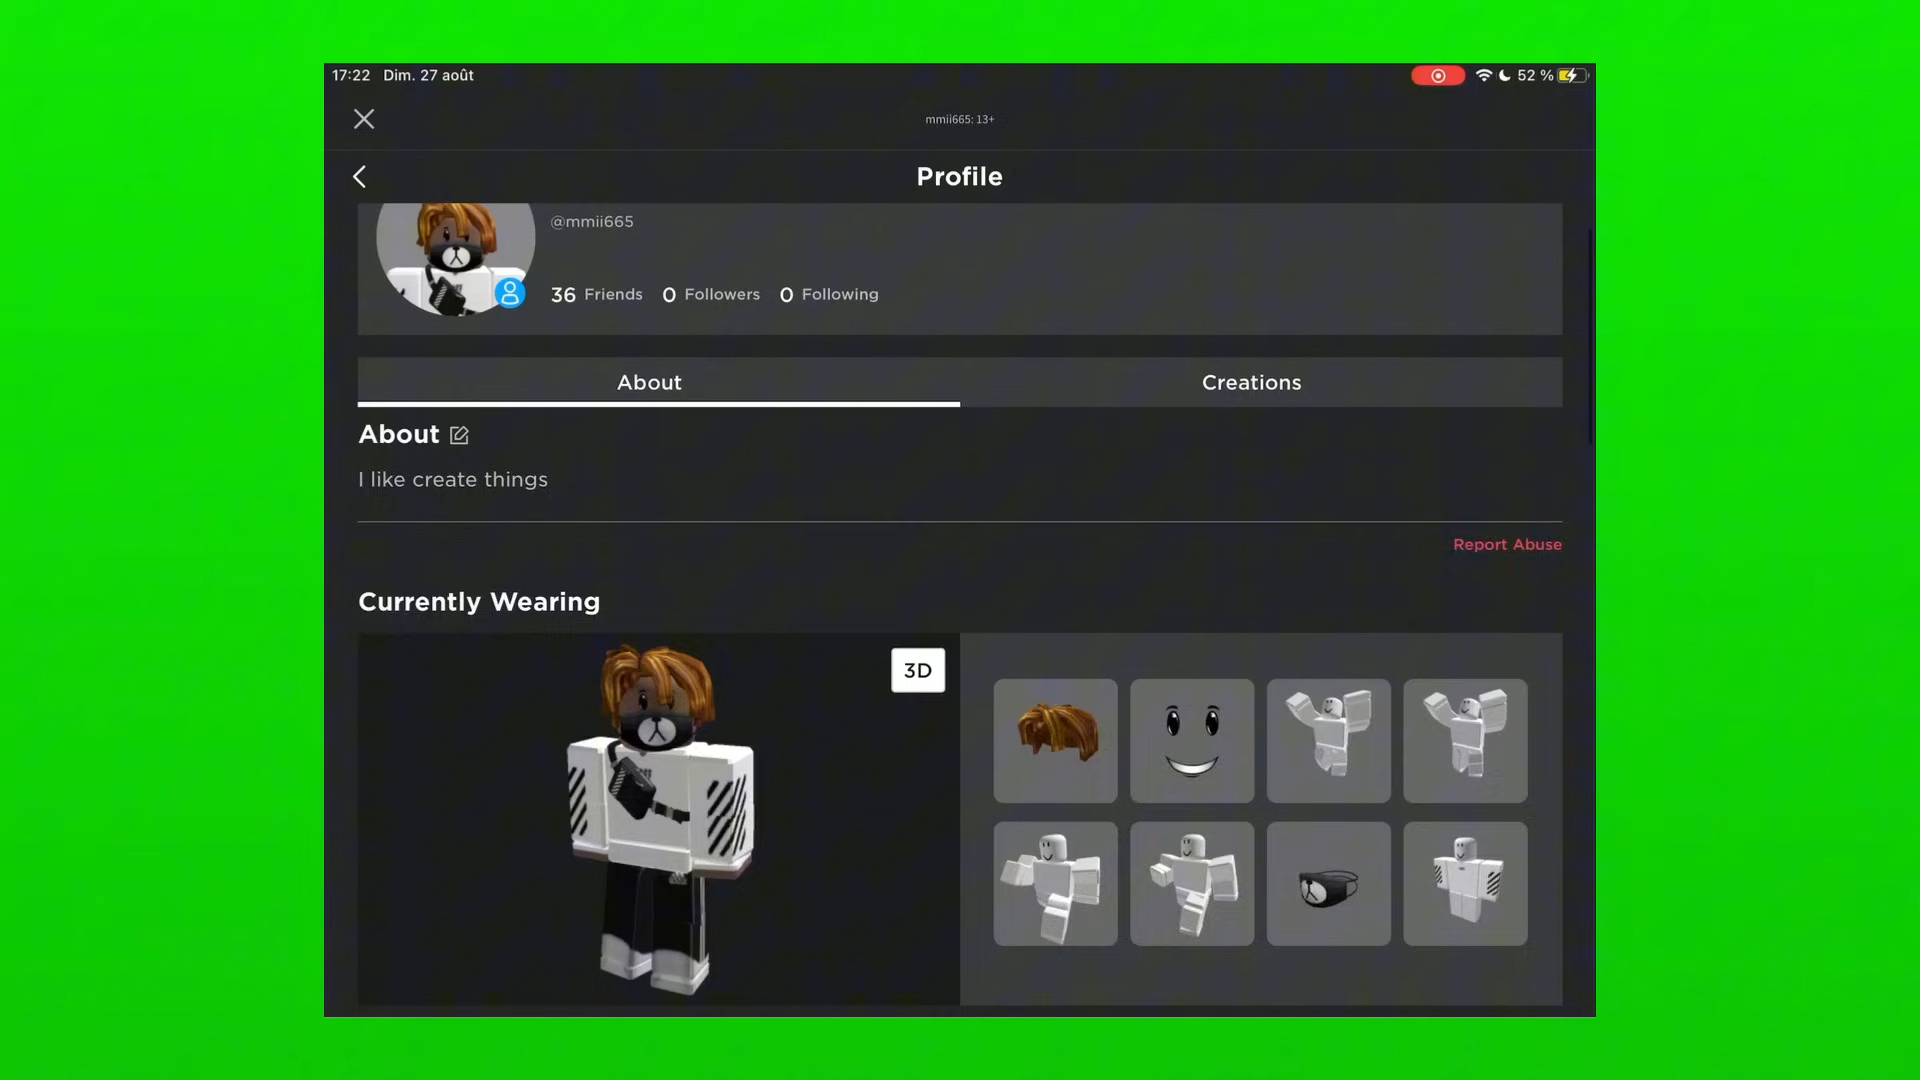 17:22 Dim. 27 août 52 %
mmii665: 13+
Profile
@mmii665
36 Friends 0 Followers 0 Following
About Creations
About
I like create things
Report Abuse
Currently Wearing
3D